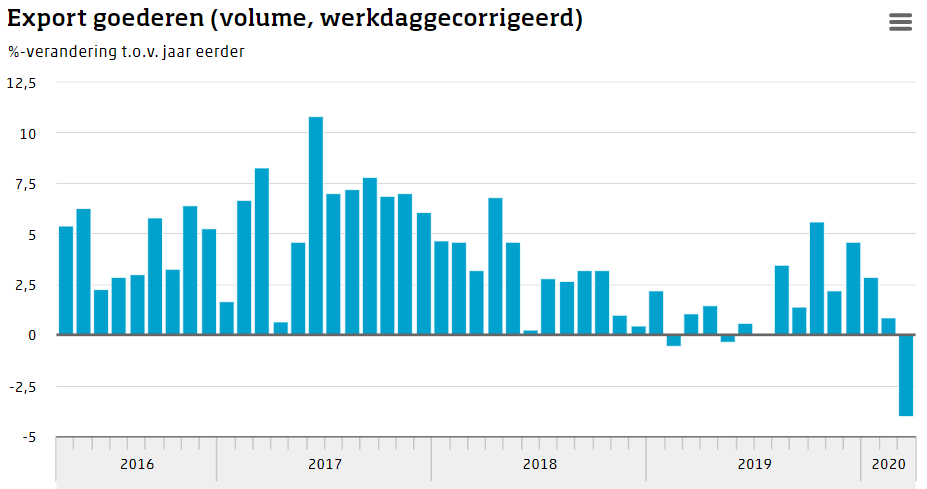 Export goederen (volume, werkdaggecorrigeerd)
%-verandering t.o.v. jaar eerder
12,5
10
7,5
5
2,5
0
-2,5
-5
2016 2017 2018 2019 2020